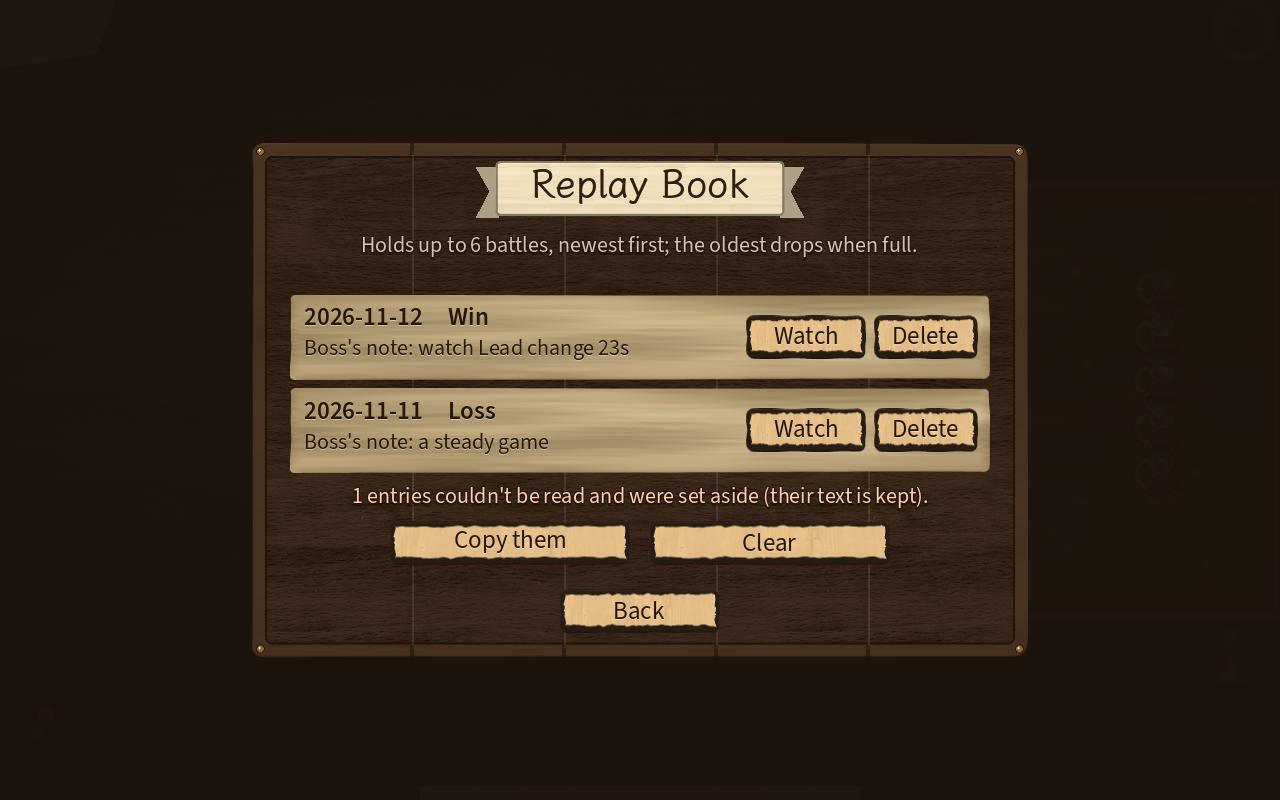 Replay Book
Holds up to 6 battles, newest first; the oldest drops when full.
2026-11-12 Win
Boss's note: watch Lead change 23s
Watch
Delete
2026-11-11 Loss
Boss's note: a steady game
Watch
Delete
1 entries couldn't be read and were set aside (their text is kept).
Copy them
Clear
Back